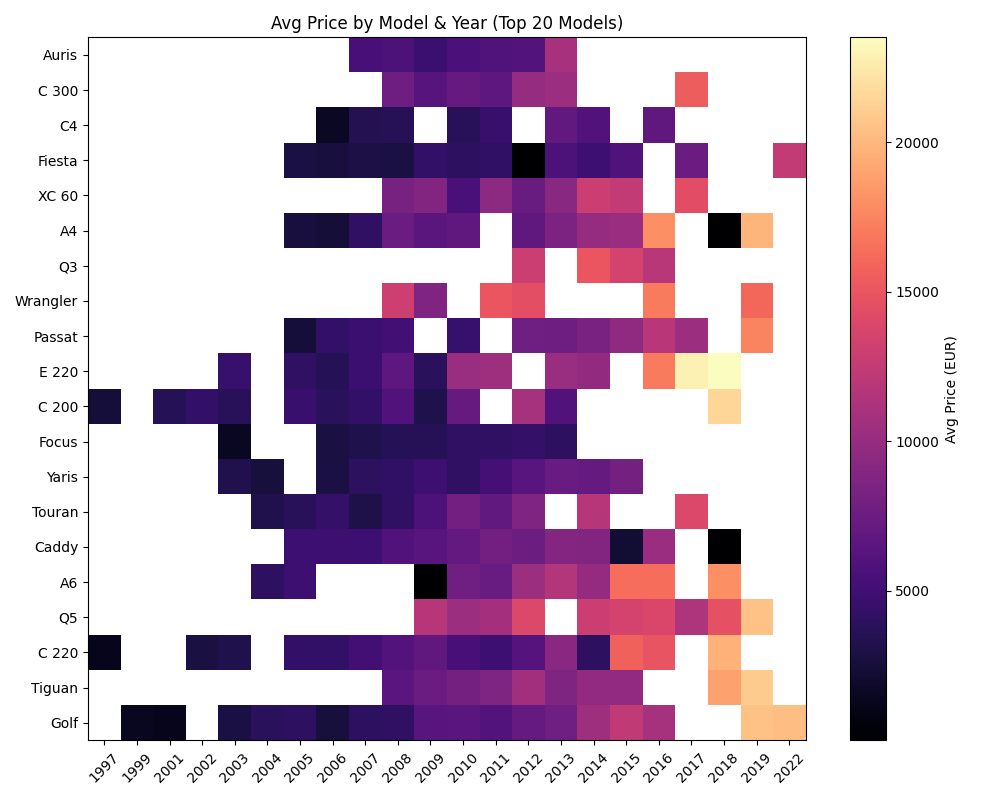 Avg Price by Model & Year (Top 20 Models)
Auris
C 300
C4
Fiesta
XC 60
A4
Q3
Wrangler
Passat
E 220
C 200
Focus
Yaris
Touran
Caddy
A6
Q5
C 220
Tiguan
Golf
1997 1999 2001 2002 2003 2004 2005 2006 2007 2008 2009 2010 2011 2012 2013 2014 2015 2016 2017 2018 2019 2022
20000
15000
10000
5000
Avg Price (EUR)